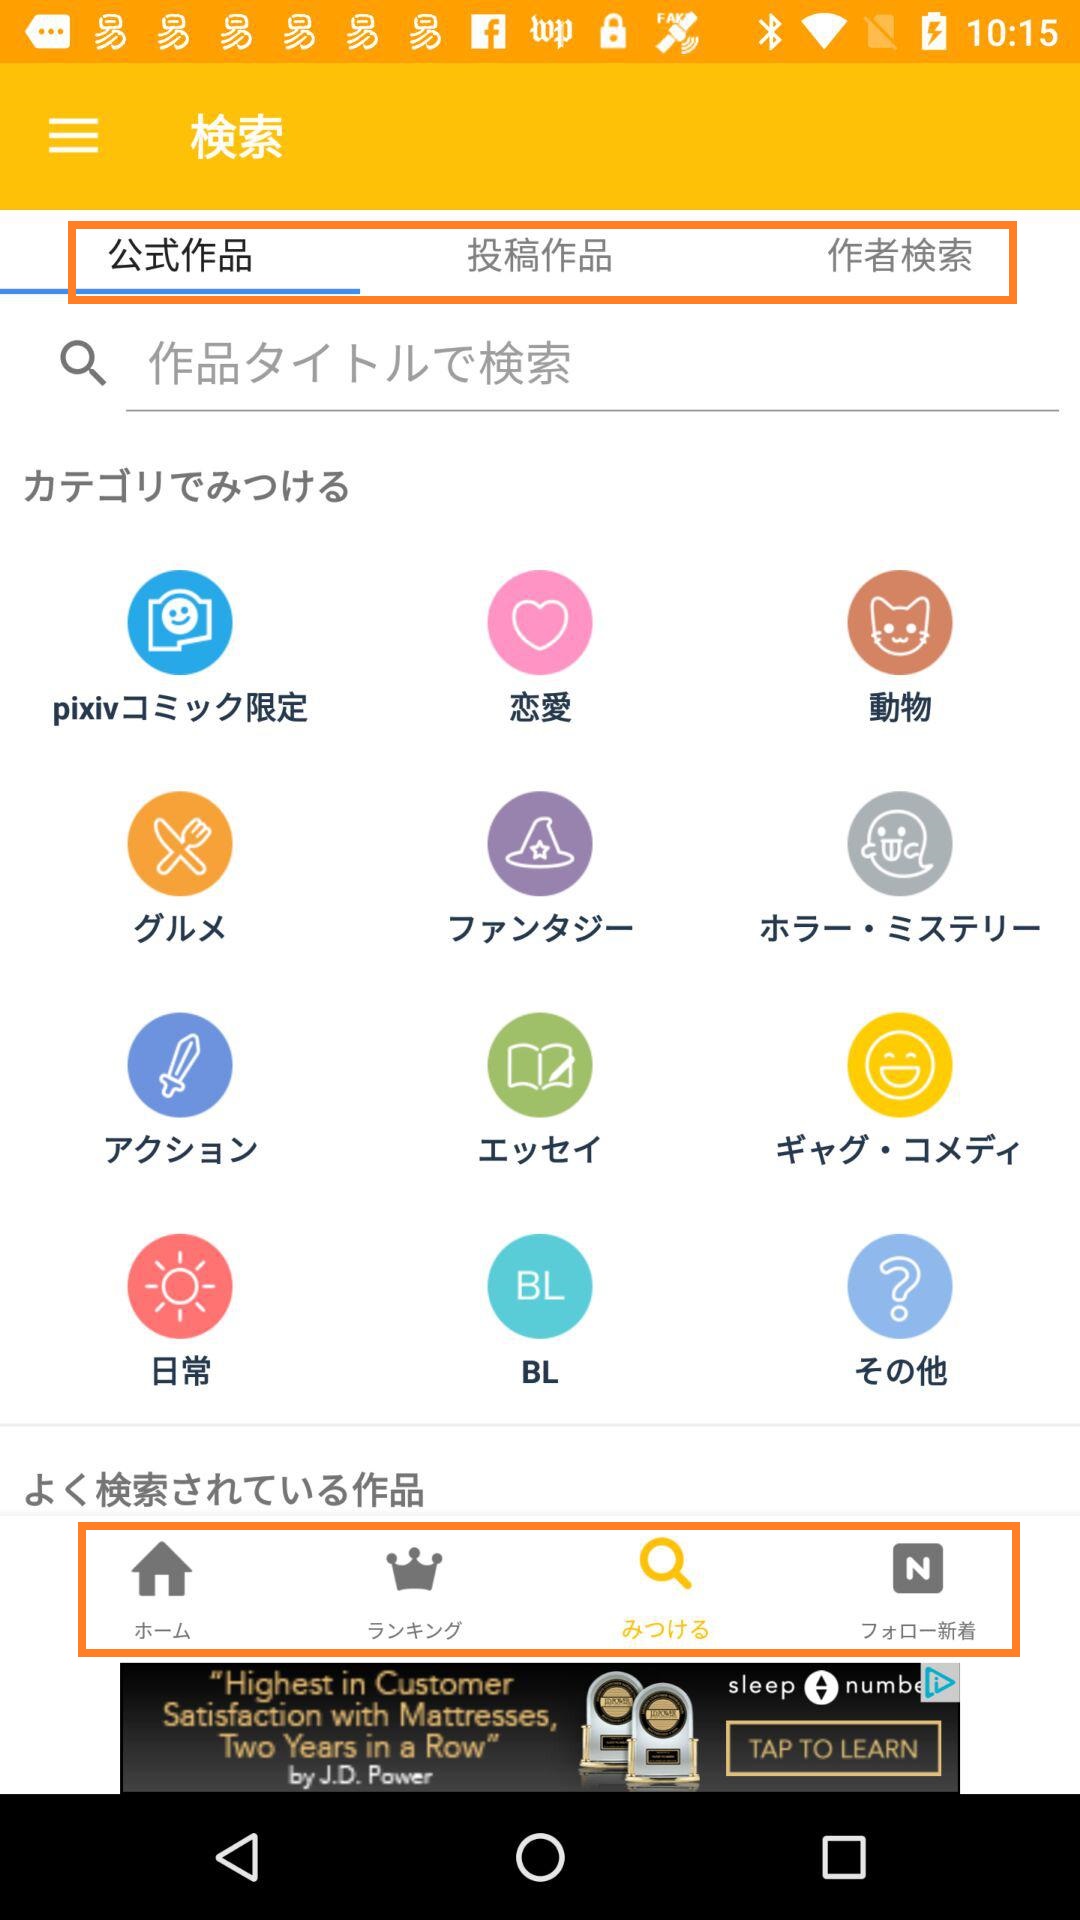 FAKE
10:15
検索
公式作品 投稿作品 作者検索
作品タイトルで検索
カテゴリでみつける
pixivコミック限定 恋愛 動物
グルメ ファンタジー ホラー・ミステリー
アクション エッセイ ギャグ・コメディ
BL
日常 BL その他
よく検索されている作品
ホーム ランキング みつける フォロー新着
“Highest in Customer
Satisfaction with Mattresses,
Two Years in a Row”
by J.D. Power
sleep numbe
TAP TO LEARN